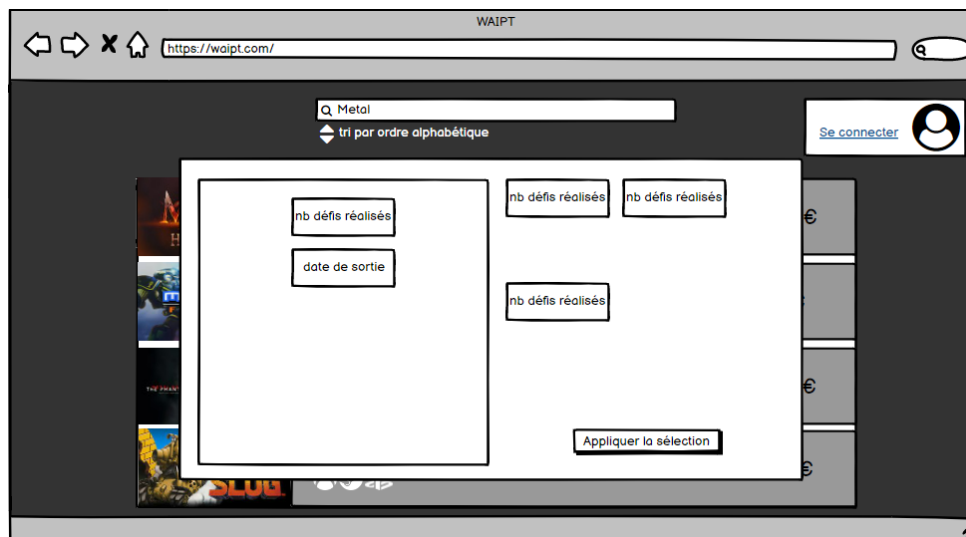 WAIPT
https://waipt.com/
Metal
tri par ordre alphabétique
Se connecter
nb défis réalisés
date de sortie
nb défis réalisés
nb défis réalisés
nb défis réalisés
Appliquer la sélection
€
€
€
SLUG